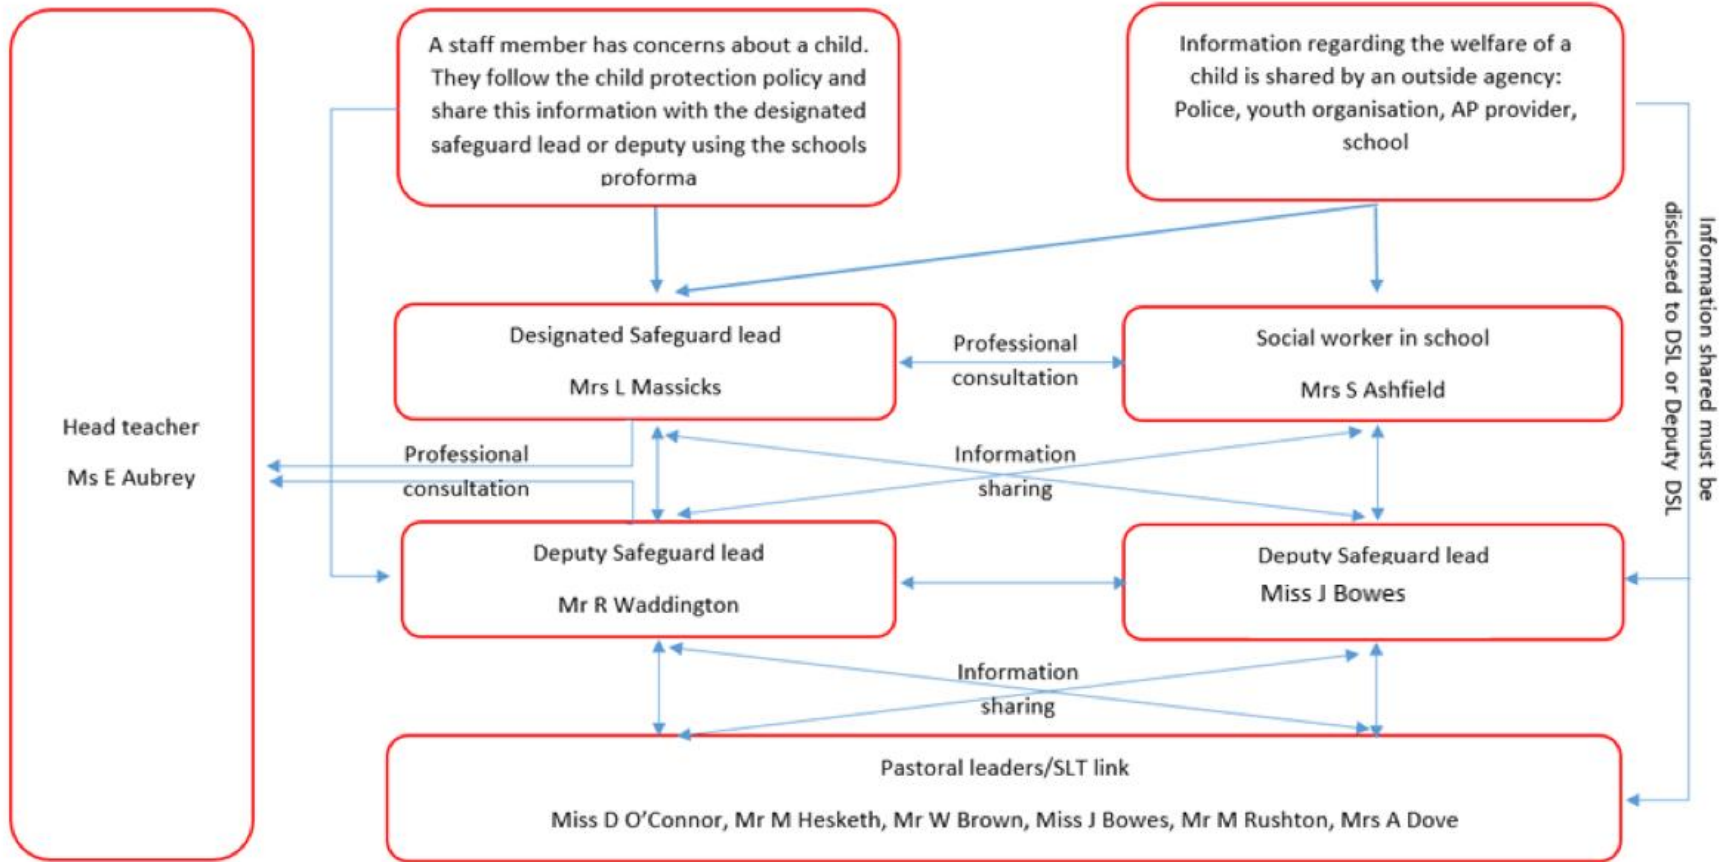 Head teacher
Ms E Aubrey
A staff member has concerns about a child.
They follow the child protection policy and
share this information with the designated
safeguard lead or deputy using the schools
proforma
Information regarding the welfare of a
child is shared by an outside agency:
Police, youth organisation, AP provider,
school
Designated Safeguard lead
Mrs L Massicks
Professional
consultation
Social worker in school
Mrs S Ashfield
Information shared must be
disclosed to DSL or Deputy DSL
Professional
consultation
Information
sharing
Deputy Safeguard lead
Mr R Waddington
Deputy Safeguard lead
Miss J Bowes
Information
sharing
Pastoral leaders/SLT link
Miss D O’Connor, Mr M Hesketh, Mr W Brown, Miss J Bowes, Mr M Rushton, Mrs A Dove